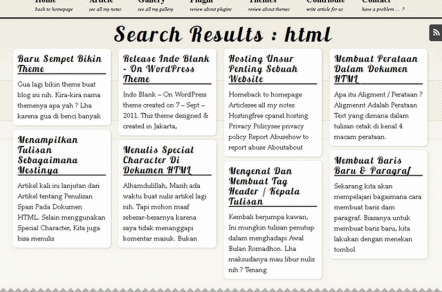 Home Article Gallery Plugin Themes Contribute Contact
back to homepage see all my notes see all my gallery review about plugins review about themes write article for us have a problem ... ?
Search Results : html
Baru Sempet Bikin
Theme
Gua lagi bikin theme buat
blog ini nih. Kira-kira nama
themenya apa yah ? Lha
karena gua di benci banyak
Menampilkan
Tulisan
Sebagaimana
Mestinya
Artikel kali ini lanjutan dari
Artikel tentang Penulisan
Spasi Pada Dokumen
HTML. Selain menggunakan
Special Character, Kita juga
bisa menulis
Release Indo Blank
- On WordPress
Theme
Indo Blank – On WordPress
theme created on 7 – Sept –
2011. This theme designed &
created in Jakarta,
Menulis Special
Character Di
Dokumen HTML
Alhamdulillah, Masih ada
waktu buat nulis artikel lagi
nih. Tapi mohon maaf
sebesar-besarnya karena
saya tidak menanggapi
komentar masuk. Bukan
Hosting Unsur
Penting Sebuah
Website
Homeback to homepage
Articlesee all my notes
Hostingfree cpanel hosting
Privacy Policysee privacy
policy Report Abusehow to
report abuse Aboutabout
Mengenal Dan
Membuat Tag
Header / Kepala
Tulisan
Kembali berjumpa kawan,
Ini mungkin tulisan penutup
dalam menghadapi Awal
Bulan Romadhon. Lha
maksudanya mau libur nulis
nih ? Tenang
Membuat Perataan
Dalam Dokumen
HTML
Apa itu Aligment / Perataan ?
Aligment Adalah Perataan
Text yang dimana dalam
tulisan cetak di kenal 4
macam perataan.
Membuat Baris
Baru & Paragraf
Sekarang kita akan
mempelajari bagaimana cara
membuat baris dam
paragraf. Biasanya untuk
membuat baris baru, kita
lakukan dengan menekan
tombol